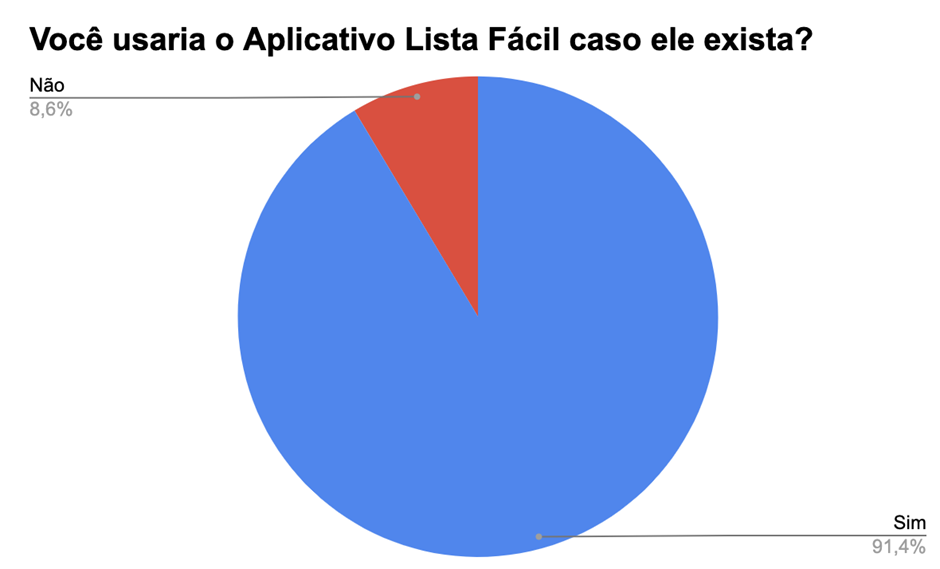 Você usaria o Aplicativo Lista Fácil caso ele exista?
Não
8,6%
Sim
91,4%